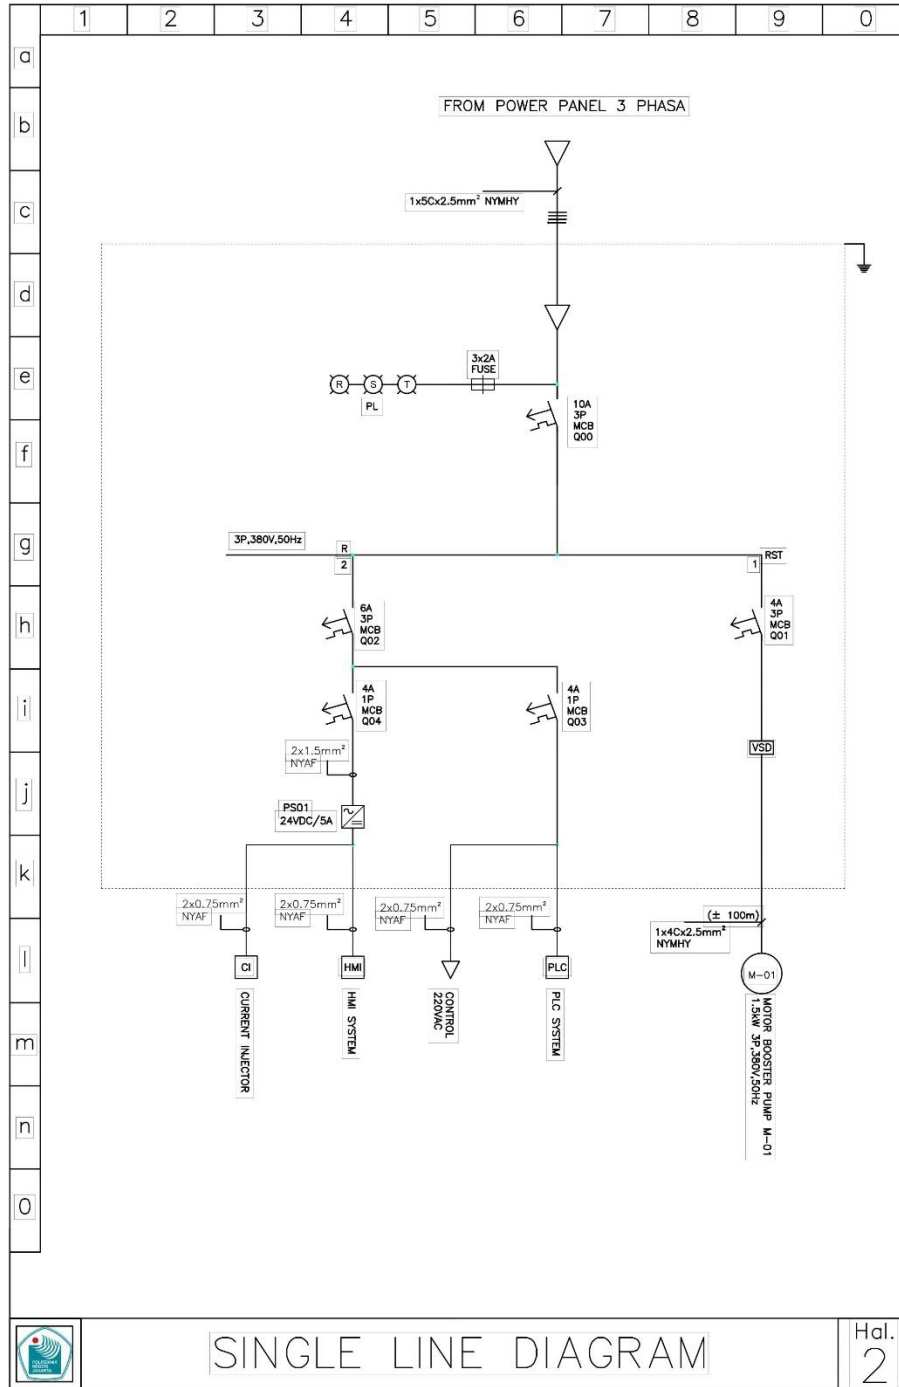 1 2 3 4 5 6 7 8 9 0
a
b
c
d
e
f
g
h
i
j
k
l
m
n
o
FROM POWER PANEL 3 PHASA
1x5Cx2.5mm² NYMHY
3x2A
FUSE
R S T
PL
10A
3P
MCB
Q00
3P,380V,50Hz
R
2
1
RST
6A
3P
MCB
Q02
4A
3P
MCB
Q01
4A
1P
MCB
Q04
4A
1P
MCB
Q03
2x1.5mm²
NYAF
VSD
PS01
24VDC/5A
2x0.75mm²
NYAF
2x0.75mm²
NYAF
2x0.75mm²
NYAF
2x0.75mm²
NYAF
(± 100m)
1x4Cx2.5mm²
NYMHY
CI
HMI
PLC
M-01
CURRENT INJECTOR
HMI SYSTEM
CONTROL
220VAC
PLC SYSTEM
MOTOR BOOSTER PUMP M-01
1.5kW 3P,380V,50Hz
POLITEKNIK
NEGERI
JAKARTA
SINGLE LINE DIAGRAM
Hal.
2